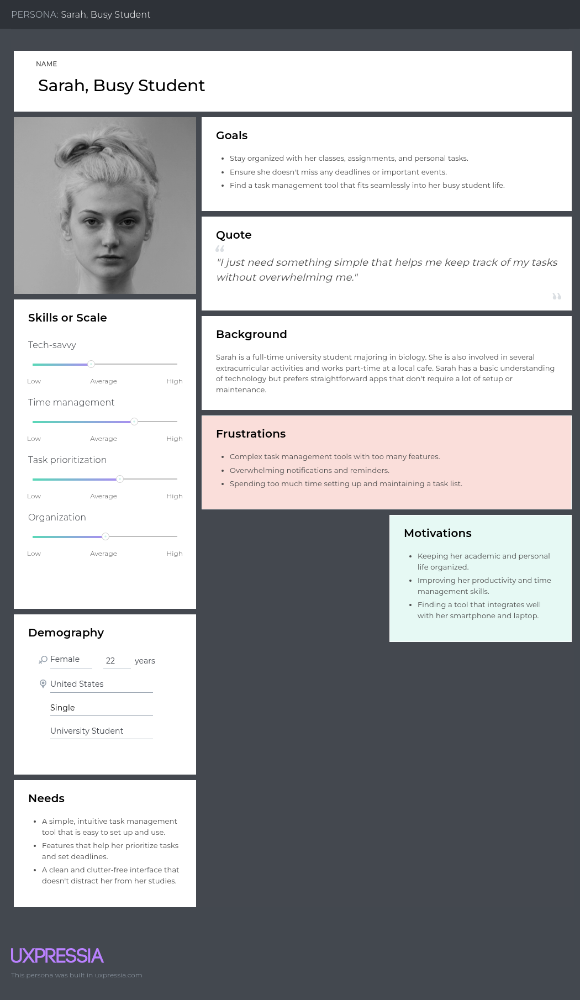 PERSONA: Sarah, Busy Student
NAME
Sarah, Busy Student
Goals
Stay organized with her classes, assignments, and personal tasks.
Ensure she doesn't miss any deadlines or important events.
Find a task management tool that fits seamlessly into her busy student life.
Quote
“
"I just need something simple that helps me keep track of my tasks
without overwhelming me."
”
Skills or Scale
Tech-savvy
Low Average High
Time management
Low Average High
Task prioritization
Low Average High
Organization
Low Average High
Background
Sarah is a full-time university student majoring in biology. She is also involved in several
extracurricular activities and works part-time at a local cafe. Sarah has a basic understanding
of technology but prefers straightforward apps that don't require a lot of setup or
maintenance.
Frustrations
Complex task management tools with too many features.
Overwhelming notifications and reminders.
Spending too much time setting up and maintaining a task list.
Motivations
Keeping her academic and personal
life organized.
Improving her productivity and time
management skills.
Finding a tool that integrates well
with her smartphone and laptop.
Demography
Female 22 years
United States
Single
University Student
Needs
A simple, intuitive task management
tool that is easy to set up and use.
Features that help her prioritize tasks
and set deadlines.
A clean and clutter-free interface that
doesn't distract her from her studies.
UXPRESSIA
This persona was built in uxpressia.com